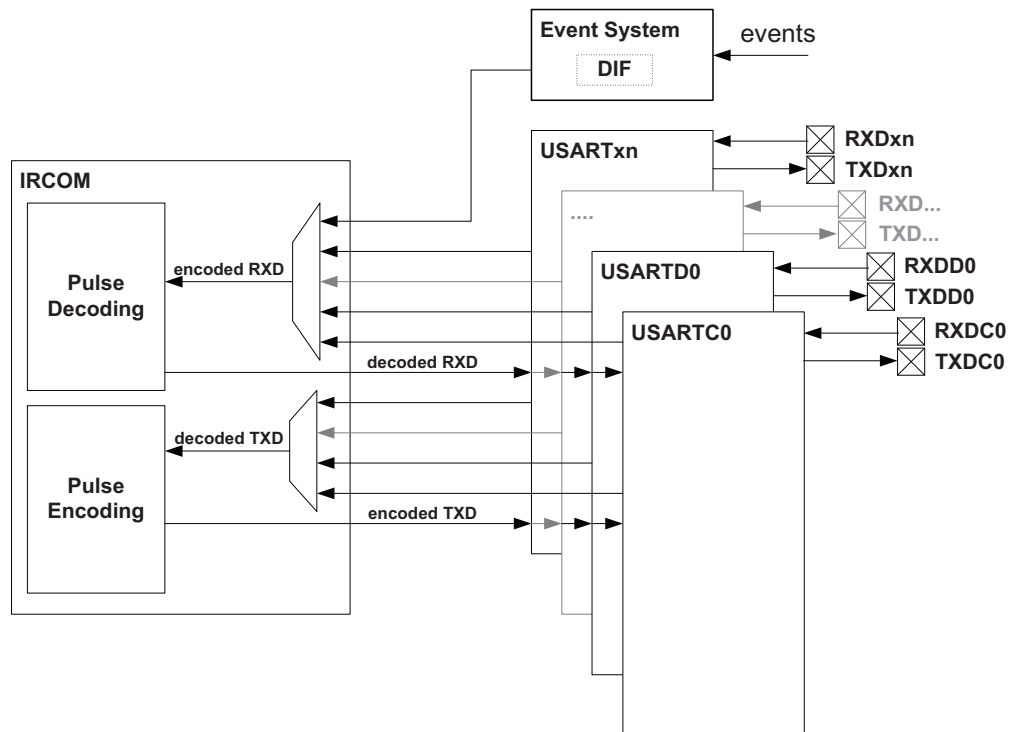 Event System
DIF
events
USARTxn
RXDxn
TXDxn
IRCOM
....
RXD...
TXD...
encoded RXD
Pulse
Decoding
USARTD0
RXDD0
TXDD0
USARTC0
RXDC0
TXDC0
decoded RXD
decoded TXD
Pulse
Encoding
encoded TXD